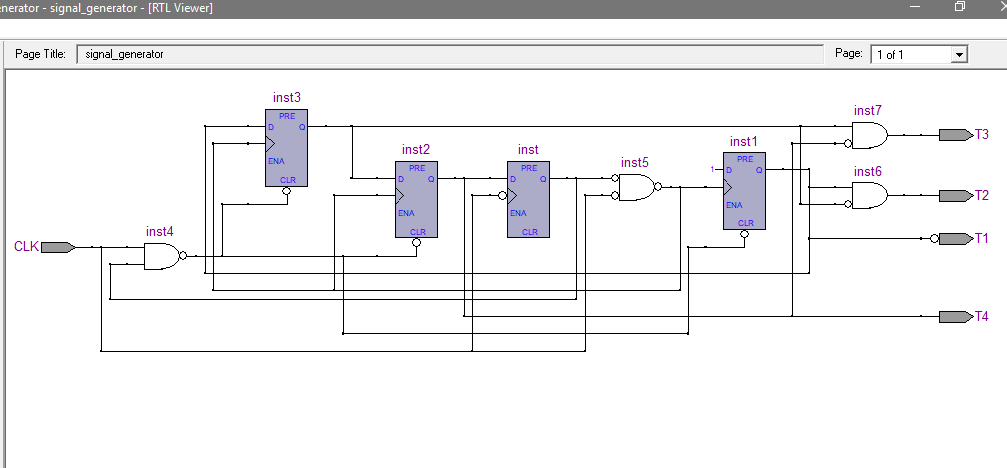 enerator - signal_generator - [RTL Viewer]
Page Title: signal_generator Page: 1 of 1
inst3
PRE
D Q
ENA
CLR
inst2
PRE
D Q
ENA
CLR
inst
PRE
D Q
ENA
CLR
inst5
inst1
PRE
1 D Q
ENA
CLR
inst7
T3
inst6
T2
T1
T4
inst4
CLK